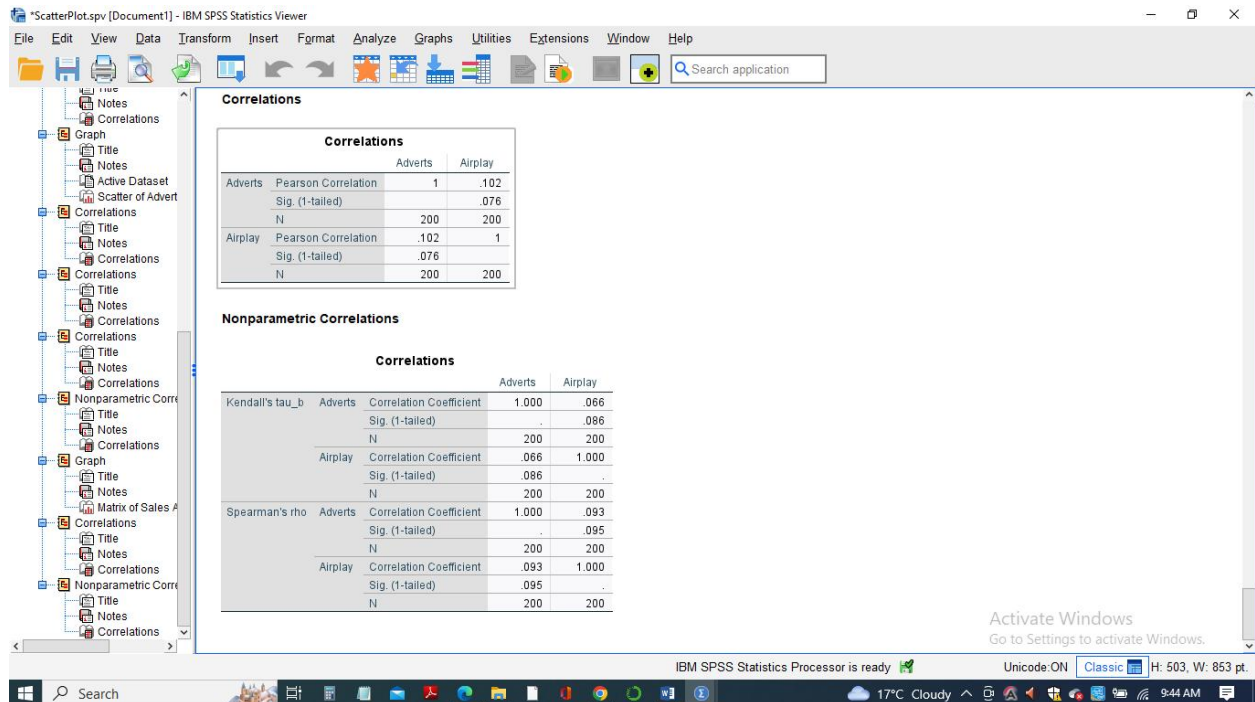 *ScatterPlot.spv [Document1] - IBM SPSS Statistics Viewer
File Edit View Data Transform Insert Format Analyze Graphs Utilities Extensions Window Help
Search application
Title
Notes
Correlations
Graph
Title
Notes
Active Dataset
Scatter of Advert
Correlations
Title
Notes
Correlations
Correlations
Title
Notes
Correlations
Correlations
Title
Notes
Correlations
Nonparametric Corre
Title
Notes
Correlations
Graph
Title
Notes
Matrix of Sales A
Correlations
Title
Notes
Correlations
Nonparametric Corre
Title
Notes
Correlations
Correlations
Correlations
Adverts Airplay
Adverts Pearson Correlation 1 .102
Sig. (1-tailed) .076
N 200 200
Airplay Pearson Correlation .102 1
Sig. (1-tailed) .076
N 200 200
Nonparametric Correlations
Correlations
Adverts Airplay
Kendall's tau_b Adverts Correlation Coefficient 1.000 .066
Sig. (1-tailed) . .086
N 200 200
Airplay Correlation Coefficient .066 1.000
Sig. (1-tailed) .086 .
N 200 200
Spearman's rho Adverts Correlation Coefficient 1.000 .093
Sig. (1-tailed) . .095
N 200 200
Airplay Correlation Coefficient .093 1.000
Sig. (1-tailed) .095 .
N 200 200
Activate Windows
Go to Settings to activate Windows.
IBM SPSS Statistics Processor is ready Unicode:ON Classic H: 503, W: 853 pt.
Search 17°C Cloudy 9:44 AM